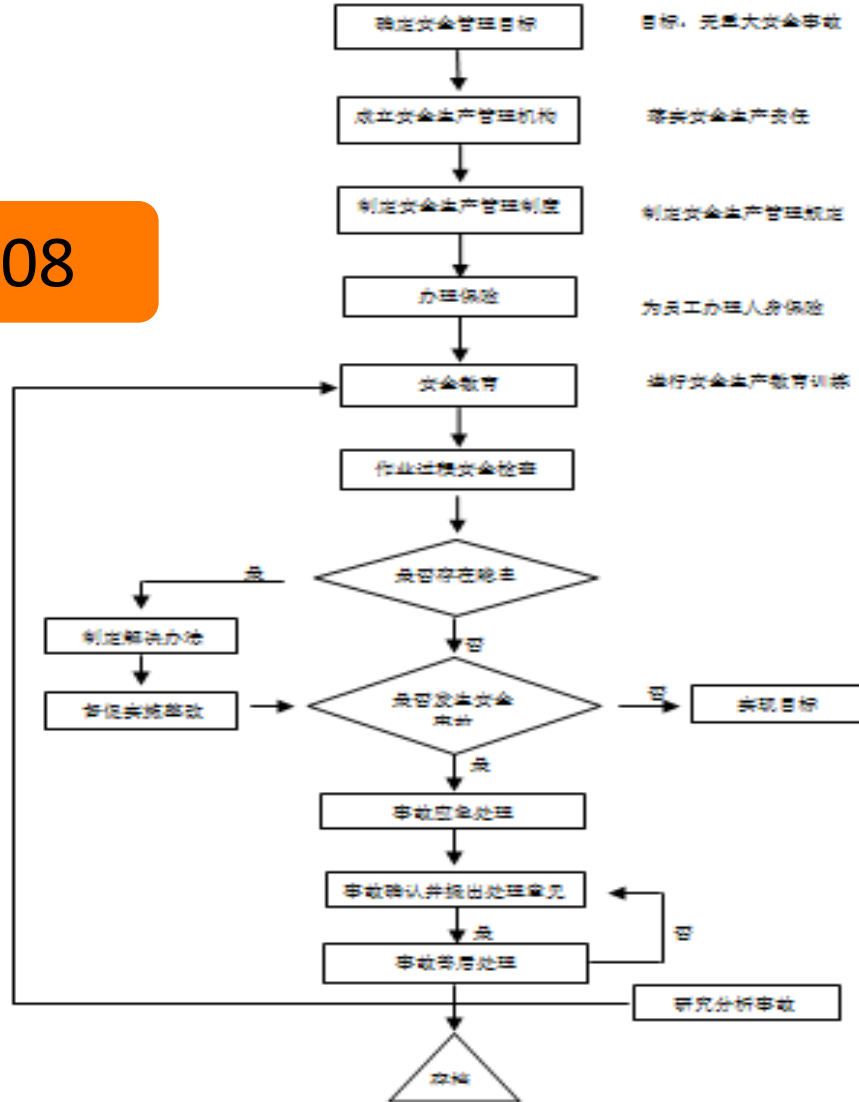 确定安全管理目标
目标：无重大安全事故
成立安全生产管理机构
落实安全生产责任
制定安全生产管理制度
制定安全生产管理规定
08
办理保险
为员工办理人身保险
安全教育
进行安全生产教育训练
作业过程安全检查
是
是否存在隐患
制定解决办法
否
督促实施整改
是否发生安全
事故
否
实现目标
是
事故应急处理
事故确认并提出处理意见
是
否
事故善后处理
研究分析事故
存档